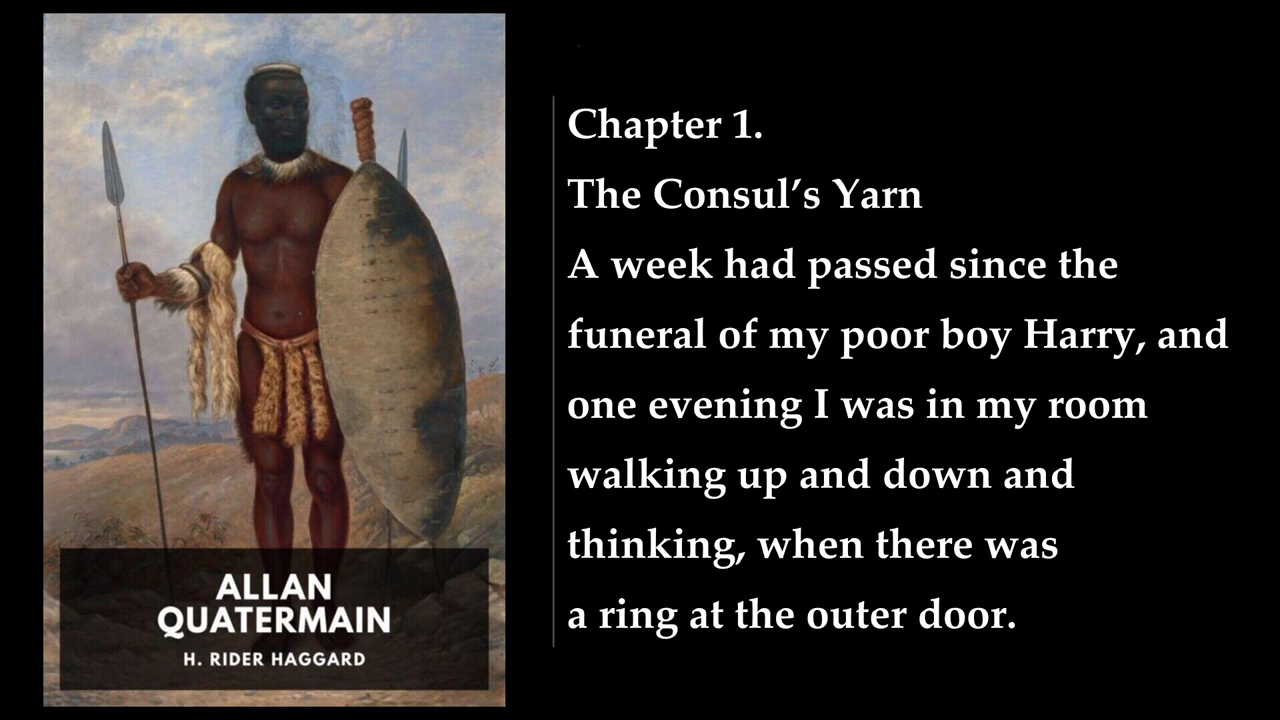 ALLAN
QUATERMAIN
H. RIDER HAGGARD
Chapter 1.
The Consul’s Yarn
A week had passed since the
funeral of my poor boy Harry, and
one evening I was in my room
walking up and down and
thinking, when there was
a ring at the outer door.